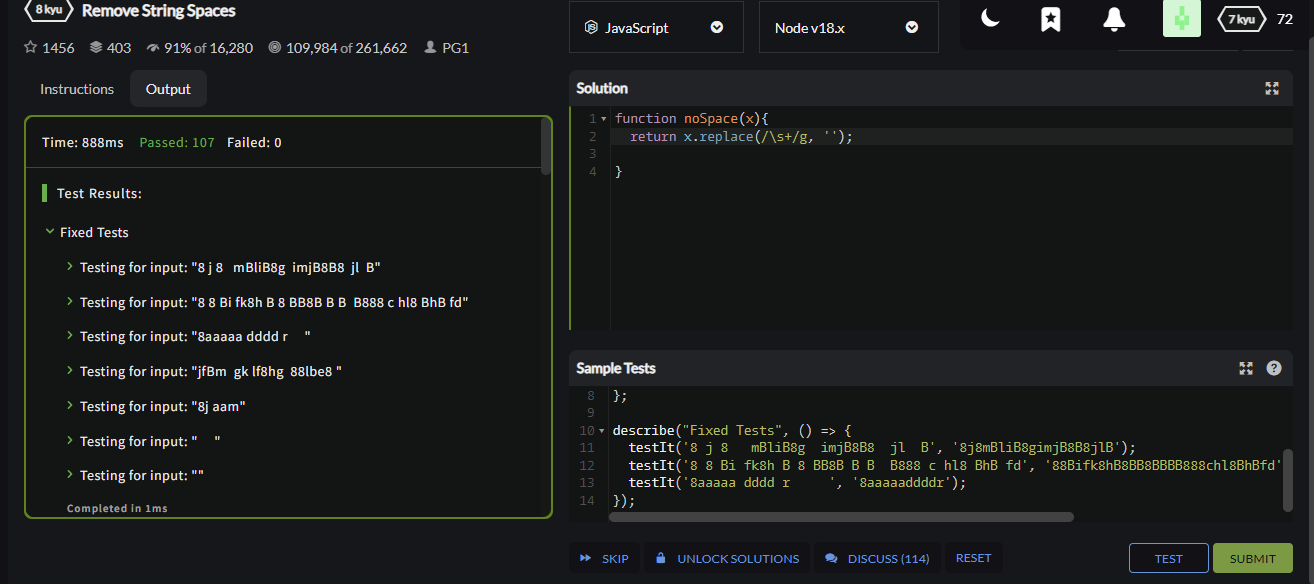 8 kyu Remove String Spaces
1456 403 91% of 16,280 109,984 of 261,662 PG1
Instructions Output
Time: 888ms Passed: 107 Failed: 0
Test Results:
Fixed Tests
Testing for input: "8 j 8   mBliB8g  imjB8B8  jl  B"
Testing for input: "8 8 Bi fk8h B 8 BB8B B B  B888 c hl8 BhB fd"
Testing for input: "8aaaaa dddd r     "
Testing for input: "jfBm  gk lf8hg  88lbe8 "
Testing for input: "8j aam"
Testing for input: "     "
Testing for input: ""
Completed in 1ms
JavaScript
Node v18.x
7 kyu 72
Solution
1 function noSpace(x){
2   return x.replace(/\s+/g, '');
3
4 }
Sample Tests
8 };
9
10 describe("Fixed Tests", () => {
11   testIt('8 j 8   mBliB8g  imjB8B8  jl  B', '8j8mBliB8gimjB8B8jlB');
12   testIt('8 8 Bi fk8h B 8 BB8B B B  B888 c hl8 BhB fd', '88Bifk8hB8BB8BBBB888chl8BhBfd'
13   testIt('8aaaaa dddd r     ', '8aaaaaddddr');
14 });
SKIP UNLOCK SOLUTIONS DISCUSS (114) RESET TEST SUBMIT